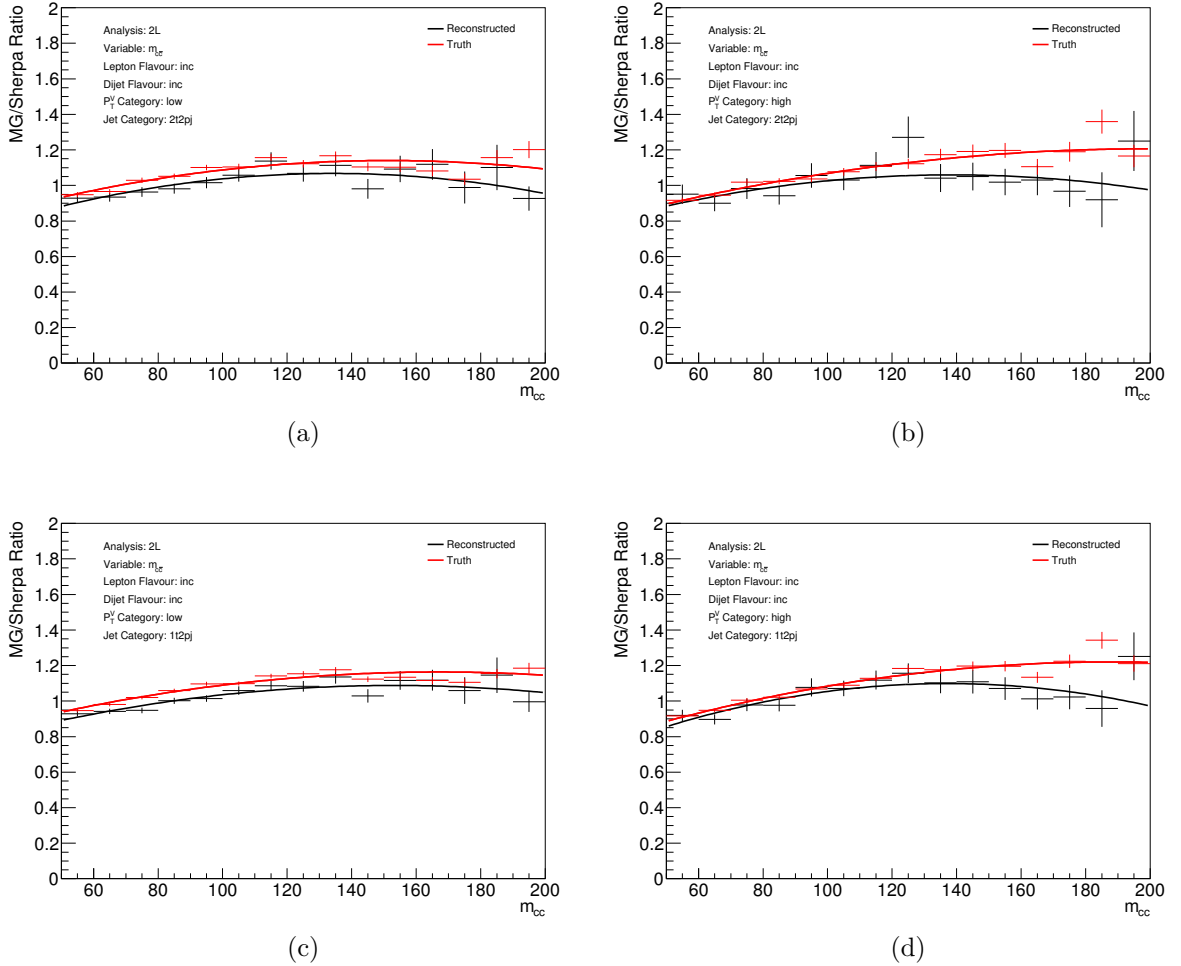 MG/Sherpa Ratio
2
1.8
1.6
1.4
1.2
1
0.8
0.6
0.4
0.2
0
Analysis: 2L
Variable: m_cc̄
Lepton Flavour: inc
Dijet Flavour: inc
P_T^V Category: low
Jet Category: 2t2pj
Reconstructed
Truth
60 80 100 120 140 160 180 200
m_cc
(a)
MG/Sherpa Ratio
2
1.8
1.6
1.4
1.2
1
0.8
0.6
0.4
0.2
0
Analysis: 2L
Variable: m_cc̄
Lepton Flavour: inc
Dijet Flavour: inc
P_T^V Category: high
Jet Category: 2t2pj
Reconstructed
Truth
60 80 100 120 140 160 180 200
m_cc
(b)
MG/Sherpa Ratio
2
1.8
1.6
1.4
1.2
1
0.8
0.6
0.4
0.2
0
Analysis: 2L
Variable: m_cc̄
Lepton Flavour: inc
Dijet Flavour: inc
P_T^V Category: low
Jet Category: 1t2pj
Reconstructed
Truth
60 80 100 120 140 160 180 200
m_cc
(c)
MG/Sherpa Ratio
2
1.8
1.6
1.4
1.2
1
0.8
0.6
0.4
0.2
0
Analysis: 2L
Variable: m_cc̄
Lepton Flavour: inc
Dijet Flavour: inc
P_T^V Category: high
Jet Category: 1t2pj
Reconstructed
Truth
60 80 100 120 140 160 180 200
m_cc
(d)